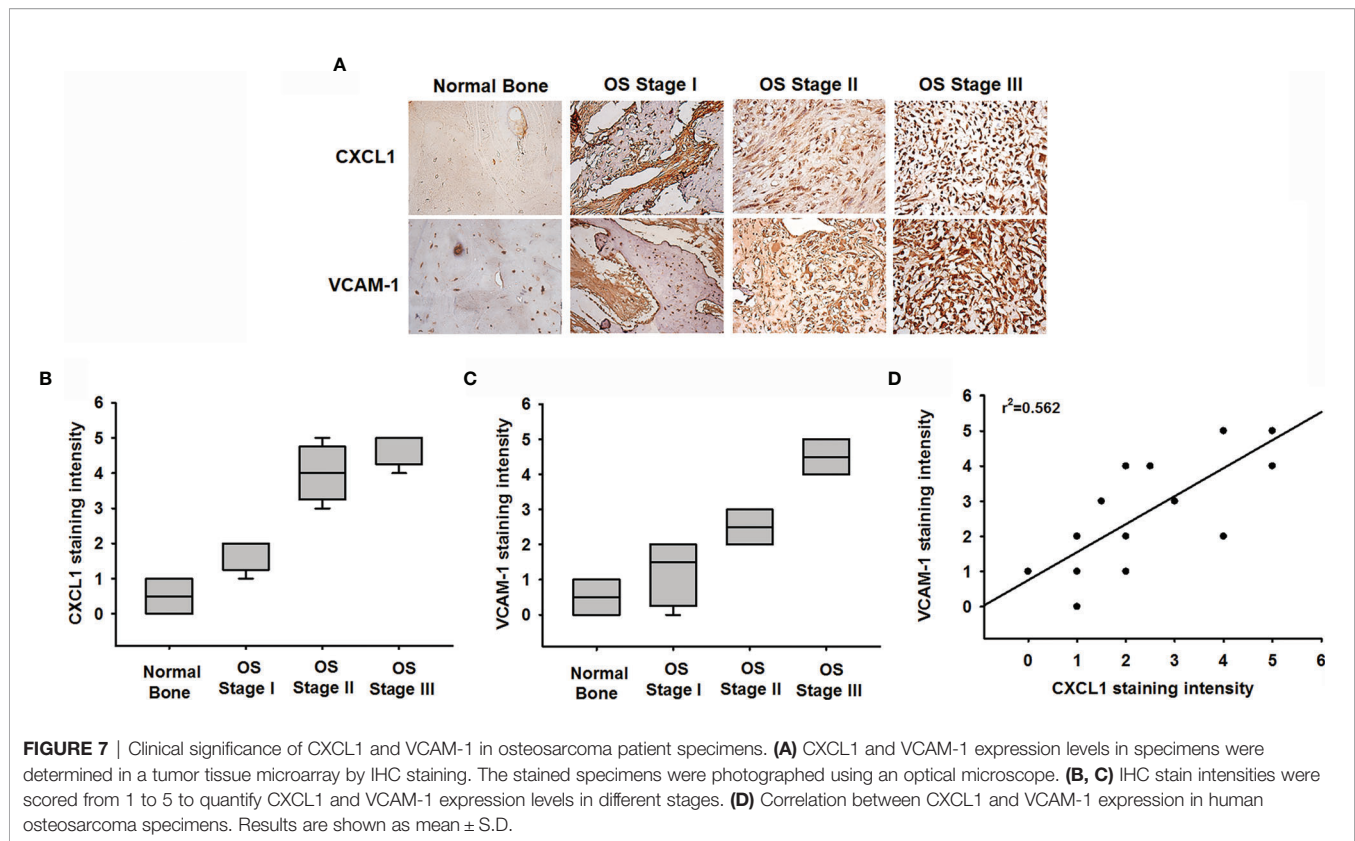 A
Normal Bone
OS Stage I
OS Stage II
OS Stage III
CXCL1
VCAM-1
B
CXCL1 staining intensity
6
5
4
3
2
1
0
Normal Bone
OS Stage I
OS Stage II
OS Stage III
C
VCAM-1 staining intensity
6
5
4
3
2
1
0
Normal Bone
OS Stage I
OS Stage II
OS Stage III
D
r²=0.562
VCAM-1 staining intensity
6
5
4
3
2
1
0
0 1 2 3 4 5 6
CXCL1 staining intensity
FIGURE 7 | Clinical significance of CXCL1 and VCAM-1 in osteosarcoma patient specimens. (A) CXCL1 and VCAM-1 expression levels in specimens were
determined in a tumor tissue microarray by IHC staining. The stained specimens were photographed using an optical microscope. (B, C) IHC stain intensities were
scored from 1 to 5 to quantify CXCL1 and VCAM-1 expression levels in different stages. (D) Correlation between CXCL1 and VCAM-1 expression in human
osteosarcoma specimens. Results are shown as mean ± S.D.